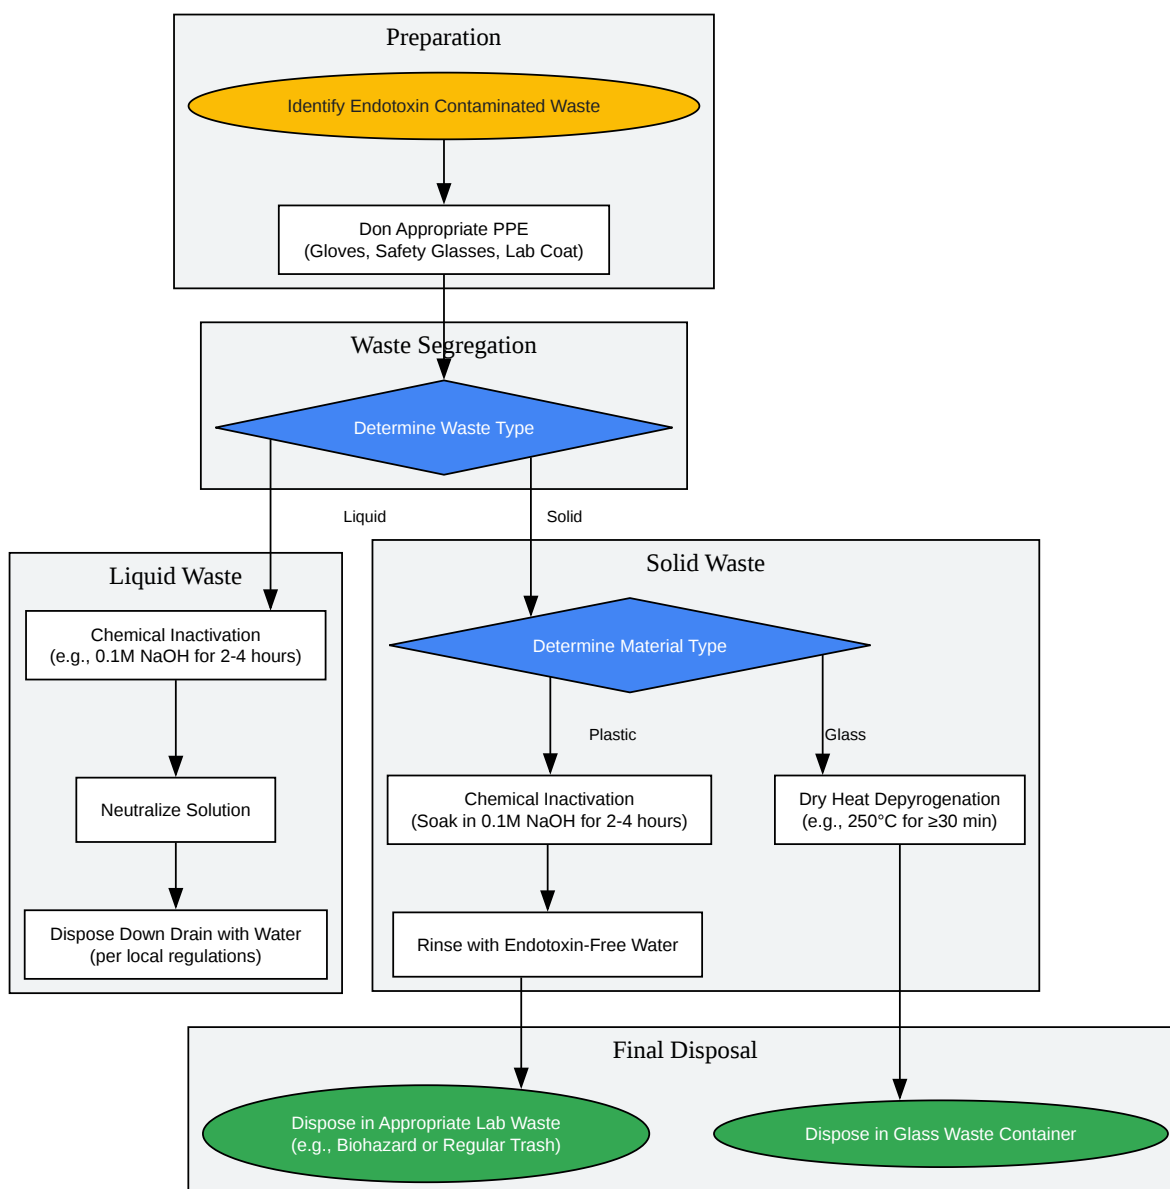 Preparation
Identify Endotoxin Contaminated Waste
Don Appropriate PPE
(Gloves, Safety Glasses, Lab Coat)
Waste Segregation
Determine Waste Type
Liquid
Solid
Liquid Waste
Chemical Inactivation
(e.g., 0.1M NaOH for 2-4 hours)
Neutralize Solution
Dispose Down Drain with Water
(per local regulations)
Solid Waste
Determine Material Type
Plastic
Glass
Chemical Inactivation
(Soak in 0.1M NaOH for 2-4 hours)
Dry Heat Depyrogenation
(e.g., 250°C for ≥30 min)
Rinse with Endotoxin-Free Water
Final Disposal
Dispose in Appropriate Lab Waste
(e.g., Biohazard or Regular Trash)
Dispose in Glass Waste Container